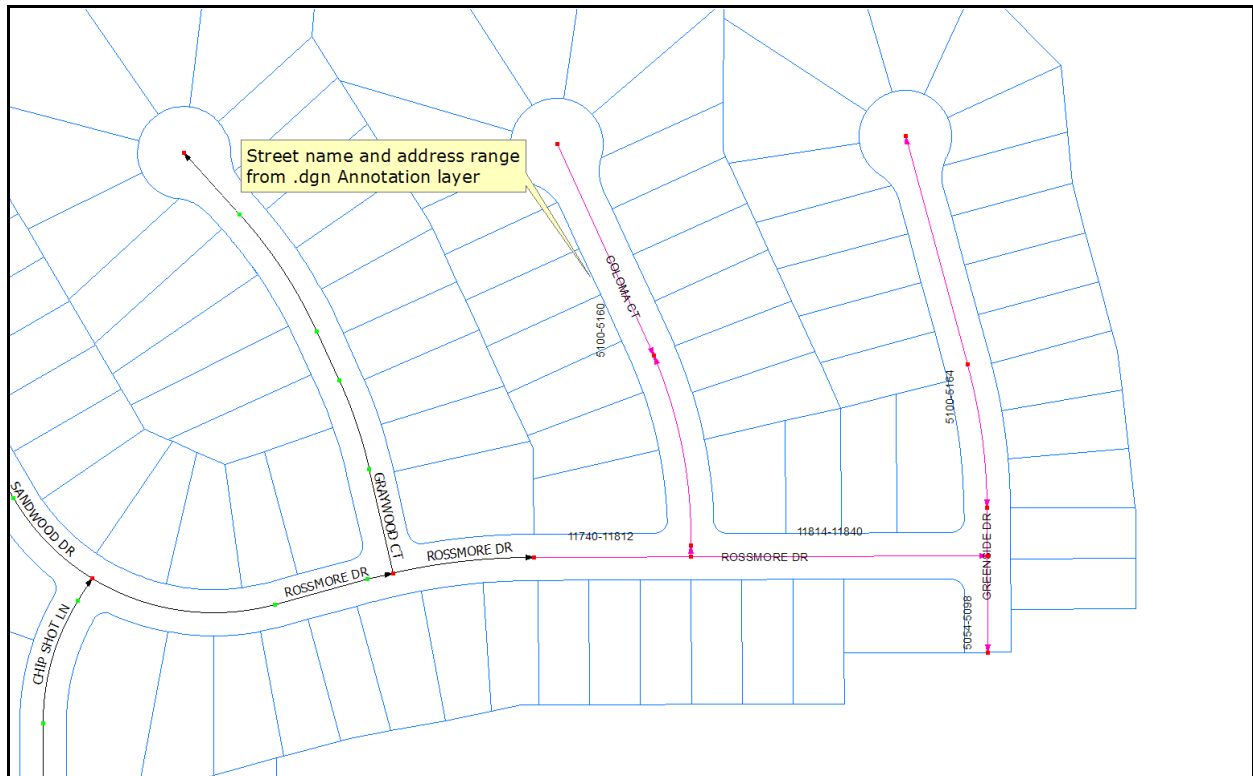 Street name and address range
from .dgn Annotation layer
COLOMA CT
5100-5160
5100-5164
SANDWOOD DR
GRAYWOOD CT
11740-11812
11814-11840
ROSSMORE DR
ROSSMORE DR
ROSSMORE DR
GREENSIDE DR
CHIP SHOT LN
5054-5098